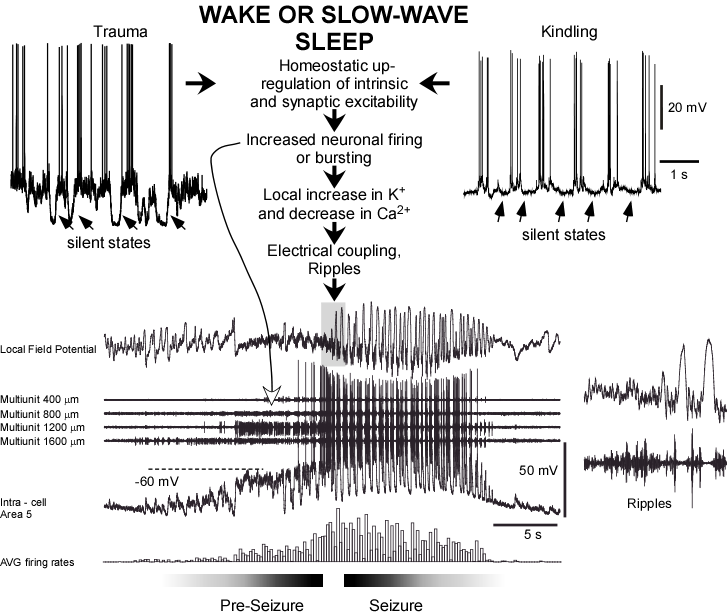 WAKE OR SLOW-WAVE
SLEEP
Trauma
Kindling
Homeostatic up-
regulation of intrinsic
and synaptic excitability
20 mV
Increased neuronal firing
or bursting
1 s
Local increase in K⁺
and decrease in Ca²⁺
silent states
silent states
Electrical coupling,
Ripples
Local Field Potential
Multiunit 400 µm
Multiunit 800 µm
Multiunit 1200 µm
Multiunit 1600 µm
-60 mV
50 mV
Intra - cell
Area 5
Ripples
5 s
AVG firing rates
Pre-Seizure
Seizure